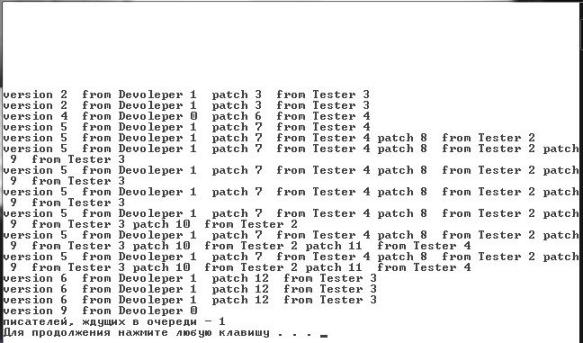 version 2  from Devoleper 1  patch 3  from Tester 3
version 2  from Devoleper 1  patch 3  from Tester 3
version 4  from Devoleper 0  patch 6  from Tester 4
version 5  from Devoleper 1  patch 7  from Tester 4
version 5  from Devoleper 1  patch 7  from Tester 4 patch 8  from Tester 2
version 5  from Devoleper 1  patch 7  from Tester 4 patch 8  from Tester 2 patch
 9  from Tester 3
version 5  from Devoleper 1  patch 7  from Tester 4 patch 8  from Tester 2 patch
 9  from Tester 3
version 5  from Devoleper 1  patch 7  from Tester 4 patch 8  from Tester 2 patch
 9  from Tester 3
version 5  from Devoleper 1  patch 7  from Tester 4 patch 8  from Tester 2 patch
 9  from Tester 3 patch 10  from Tester 2
version 5  from Devoleper 1  patch 7  from Tester 4 patch 8  from Tester 2 patch
 9  from Tester 3 patch 10  from Tester 2 patch 11  from Tester 4
version 5  from Devoleper 1  patch 7  from Tester 4 patch 8  from Tester 2 patch
 9  from Tester 3 patch 10  from Tester 2 patch 11  from Tester 4
version 6  from Devoleper 1  patch 12  from Tester 3
version 6  from Devoleper 1  patch 12  from Tester 3
version 6  from Devoleper 1  patch 12  from Tester 3
version 9  from Devoleper 0
писателей, ждущих в очереди - 1
Для продолжения нажмите любую клавишу . . . _